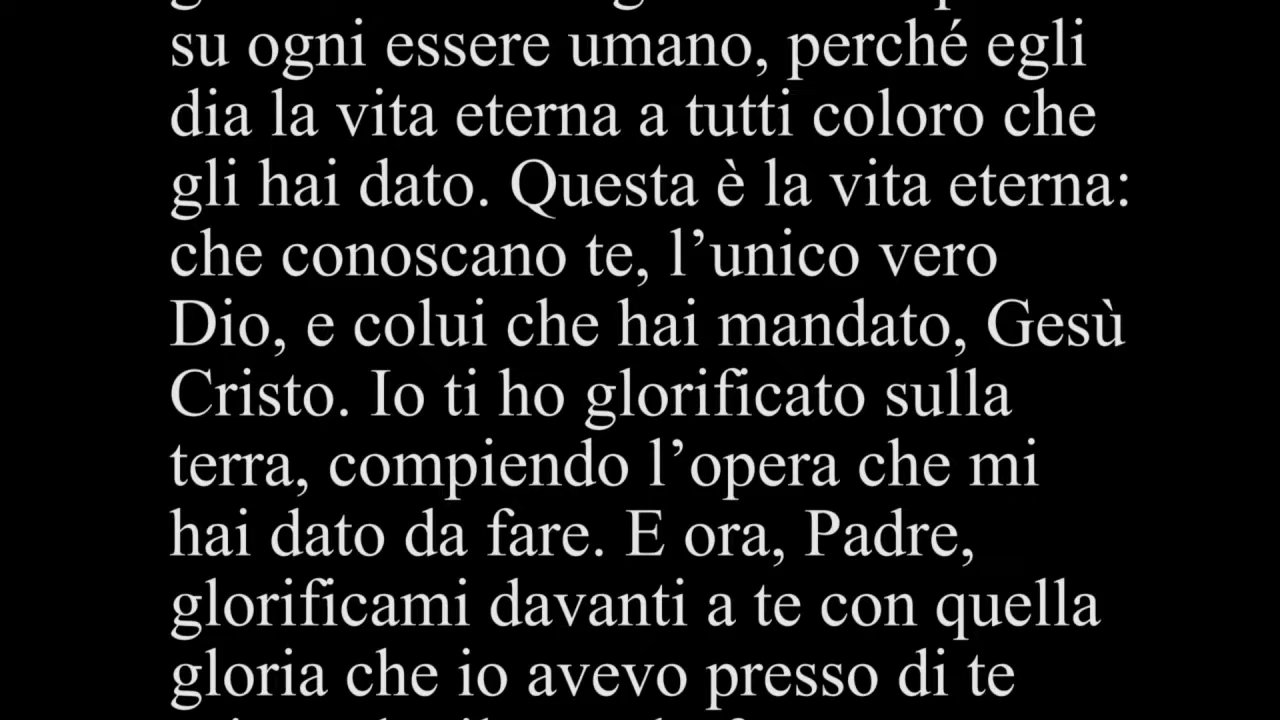 su ogni essere umano, perché egli
dia la vita eterna a tutti coloro che
gli hai dato. Questa è la vita eterna:
che conoscano te, l’unico vero
Dio, e colui che hai mandato, Gesù
Cristo. Io ti ho glorificato sulla
terra, compiendo l’opera che mi
hai dato da fare. E ora, Padre,
glorificami davanti a te con quella
gloria che io avevo presso di te